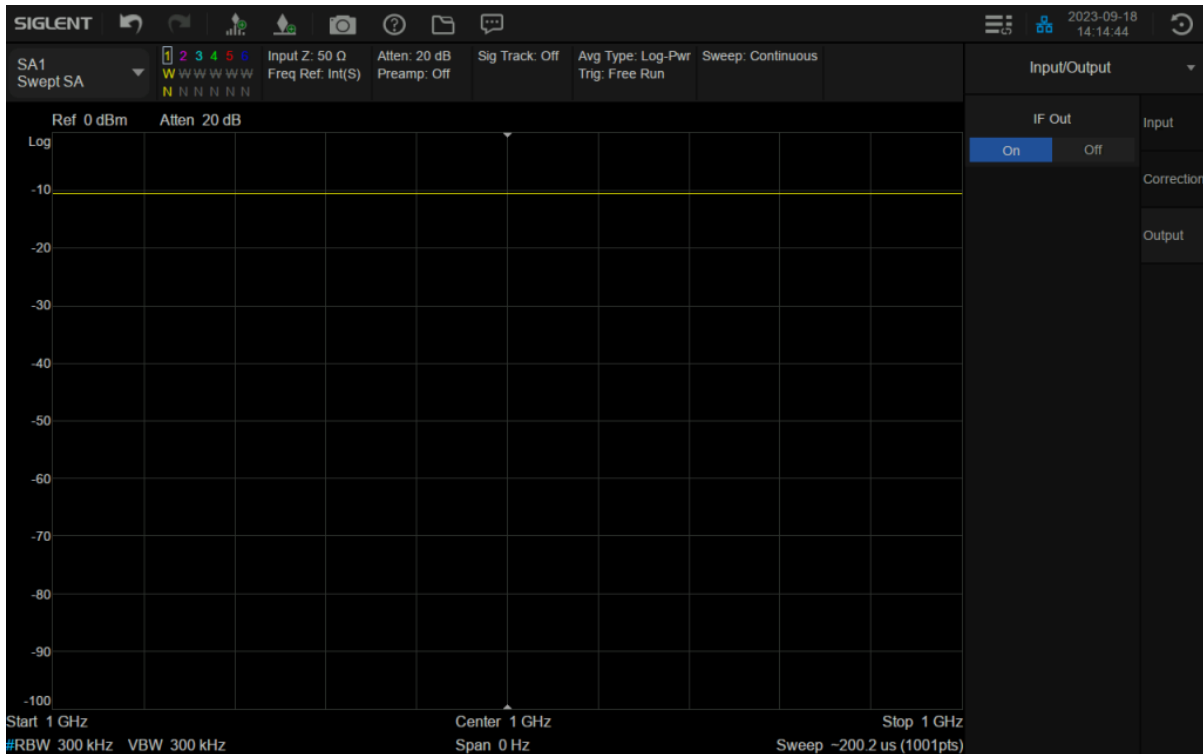 SIGLENT
2023-09-18
14:14:44
SA1
Swept SA
1 2 3 4 5 6
W W W W W W
N N N N N N
Input Z: 50 Ω
Freq Ref: Int(S)
Atten: 20 dB
Preamp: Off
Sig Track: Off
Avg Type: Log-Pwr
Trig: Free Run
Sweep: Continuous
Input/Output
Ref 0 dBm Atten 20 dB
IF Out
On Off
Input
Correction
Output
Log
-10
-20
-30
-40
-50
-60
-70
-80
-90
-100
Start 1 GHz Center 1 GHz Stop 1 GHz
#RBW 300 kHz VBW 300 kHz Span 0 Hz Sweep ~200.2 us (1001pts)